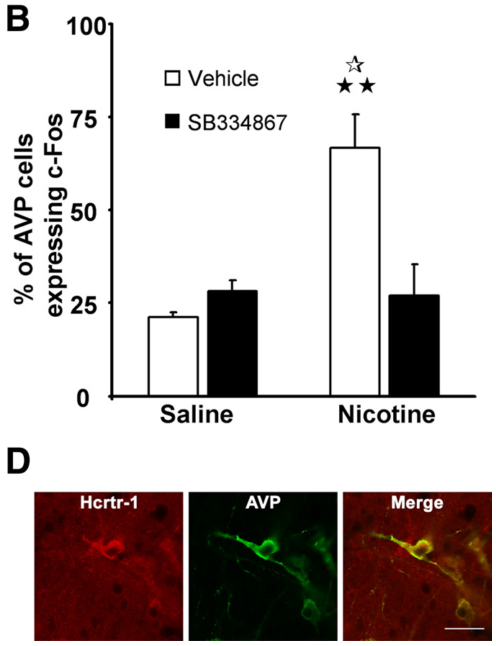 B
% of AVP cells
expressing c-Fos
100
75
50
25
0
Vehicle
SB334867
☆
★★
Saline
Nicotine
D
Hcrtr-1
AVP
Merge